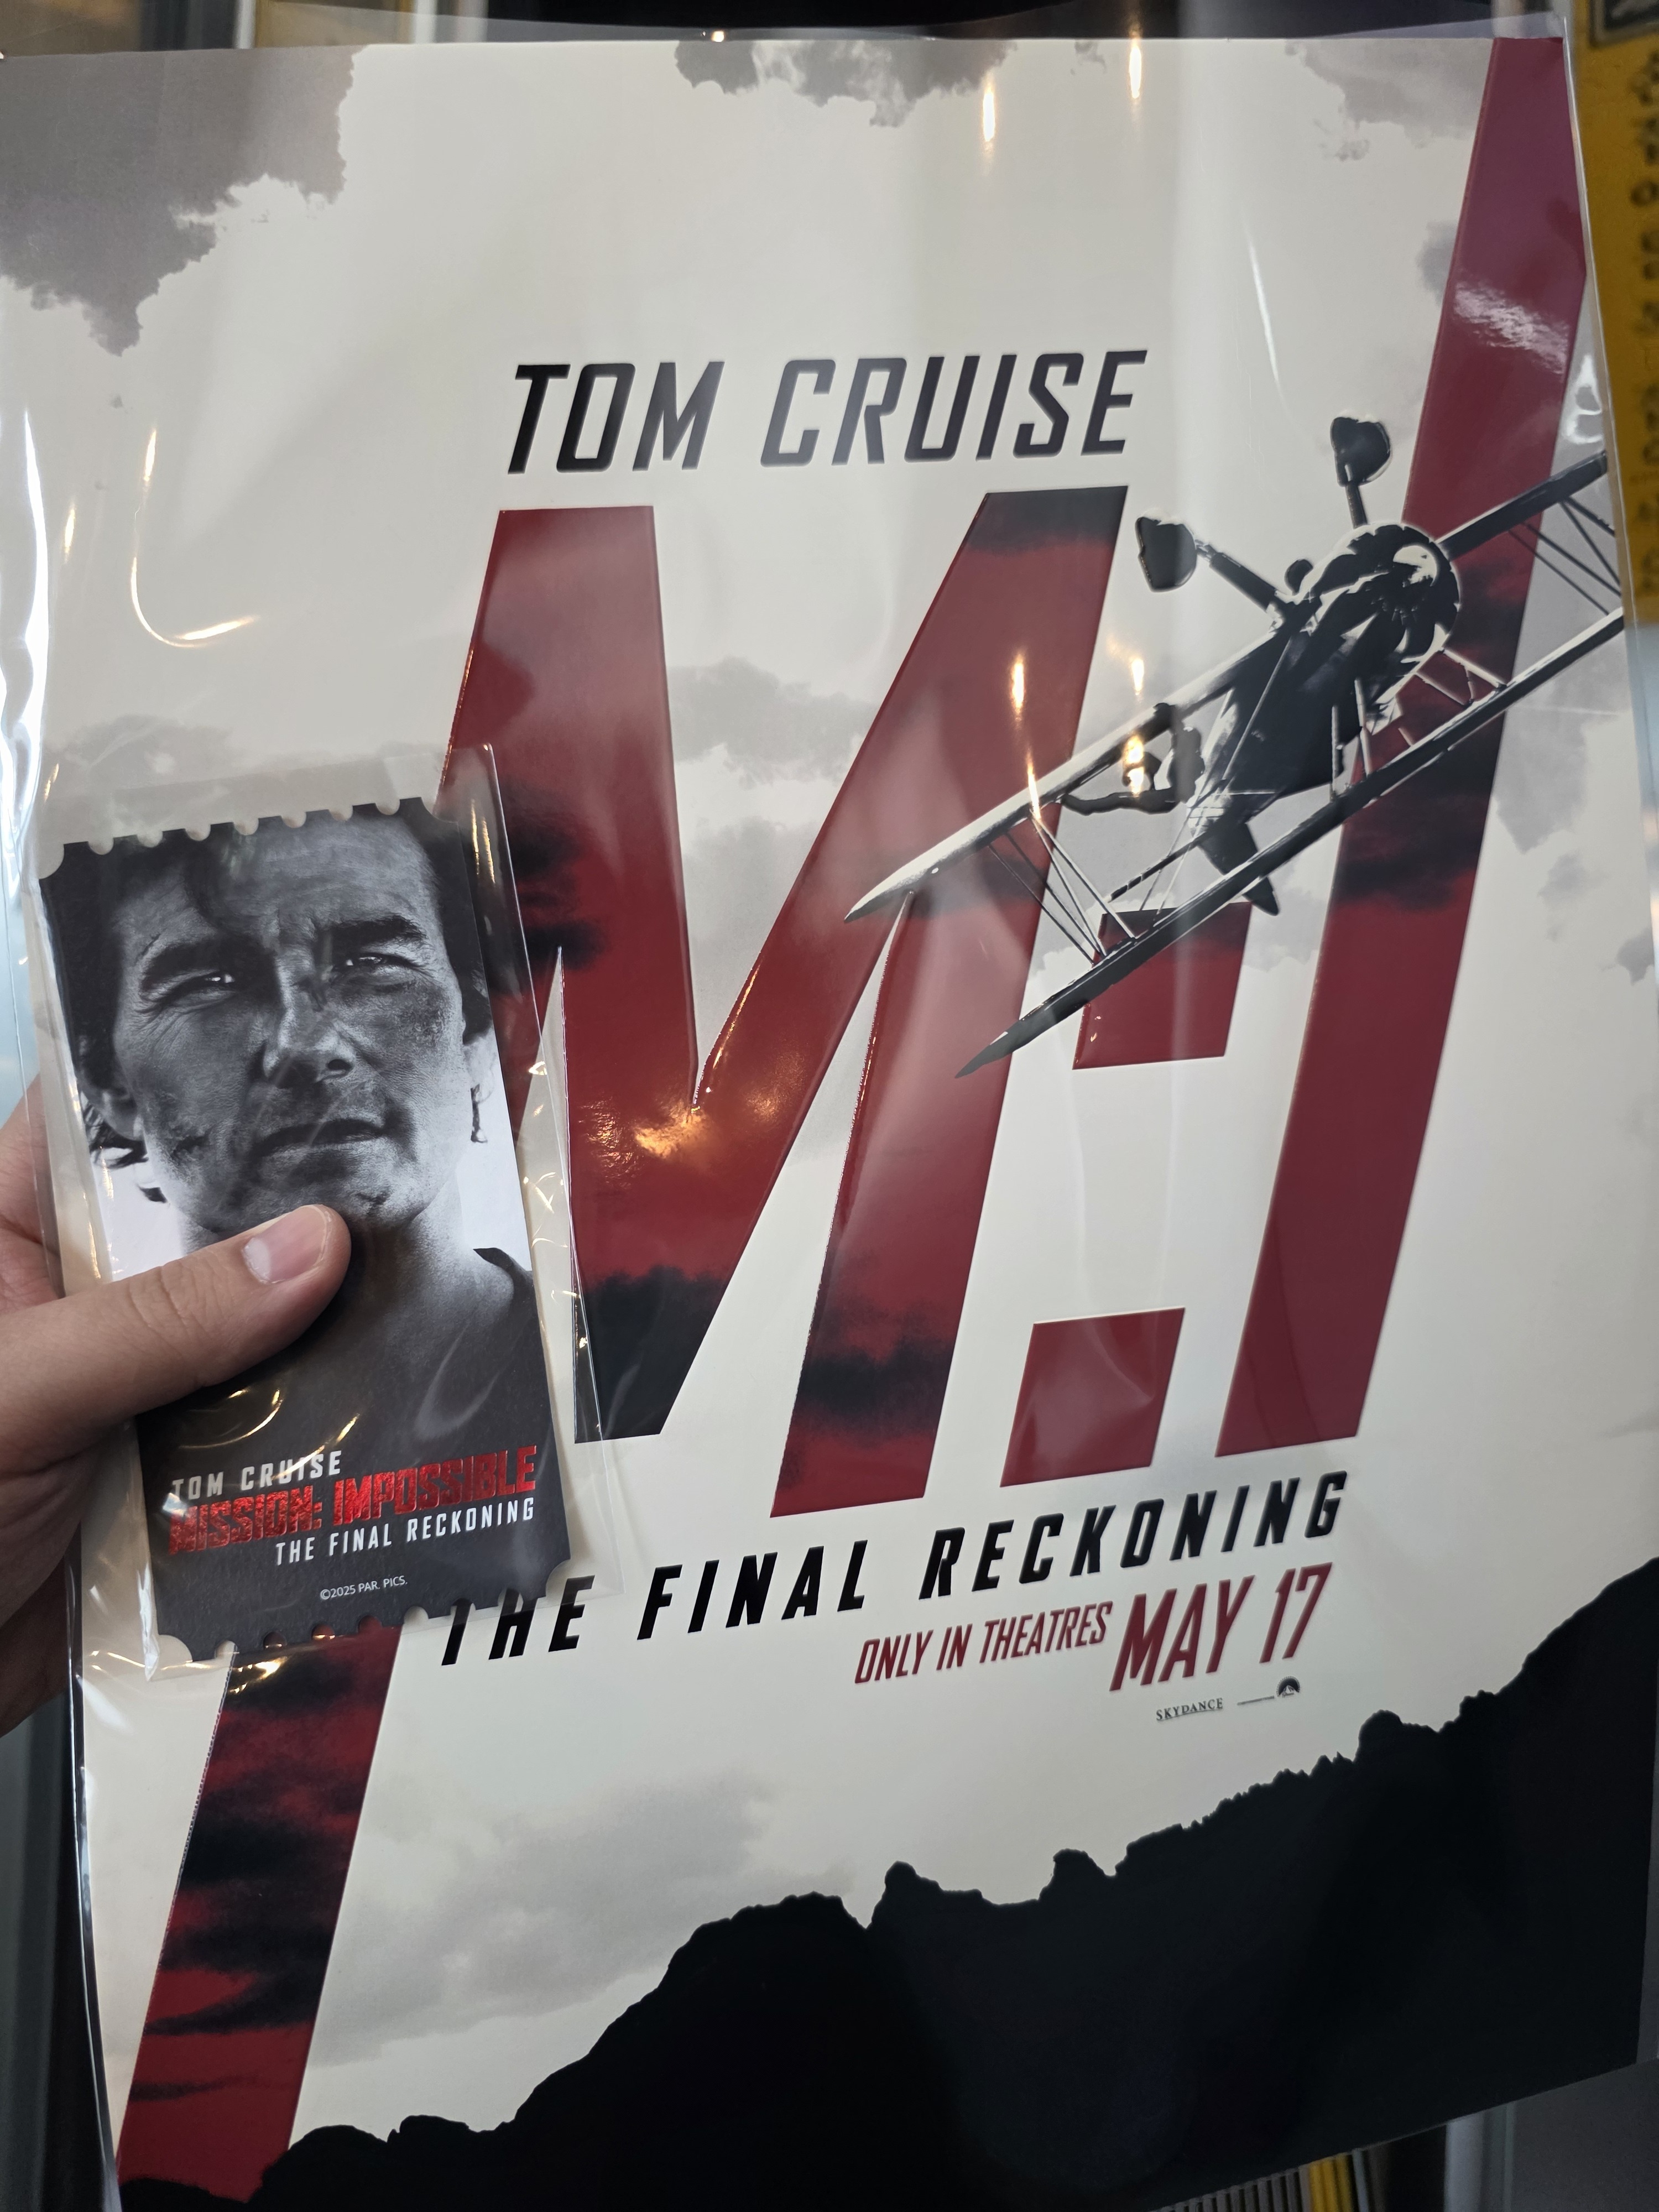 TOM CRUISE
M:I
THE FINAL RECKONING
ONLY IN THEATRES MAY 17
SKYDANCE
TOM CRUISE
MISSION: IMPOSSIBLE
THE FINAL RECKONING
©2025 PAR. PICS.